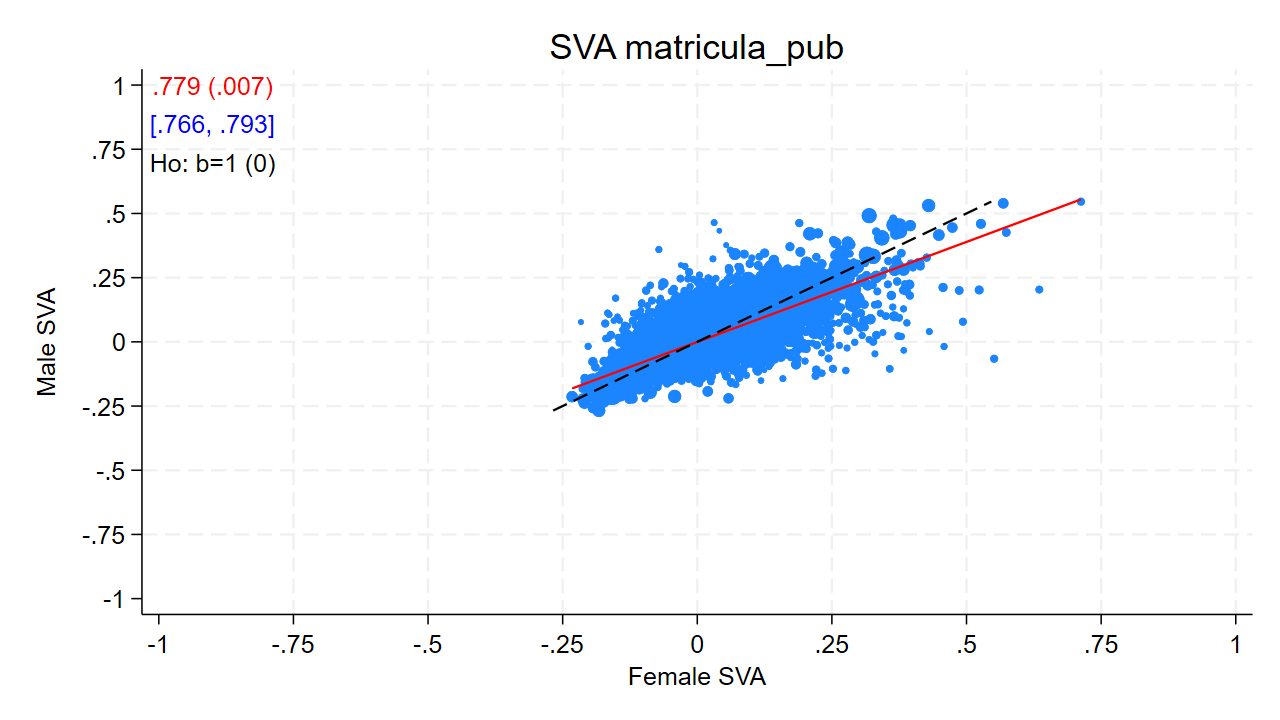 SVA matricula_pub
.779 (.007)
[.766, .793]
Ho: b=1 (0)
Male SVA
1
.75
.5
.25
0
-.25
-.5
-.75
-1
-1 -.75 -.5 -.25 0 .25 .5 .75 1
Female SVA